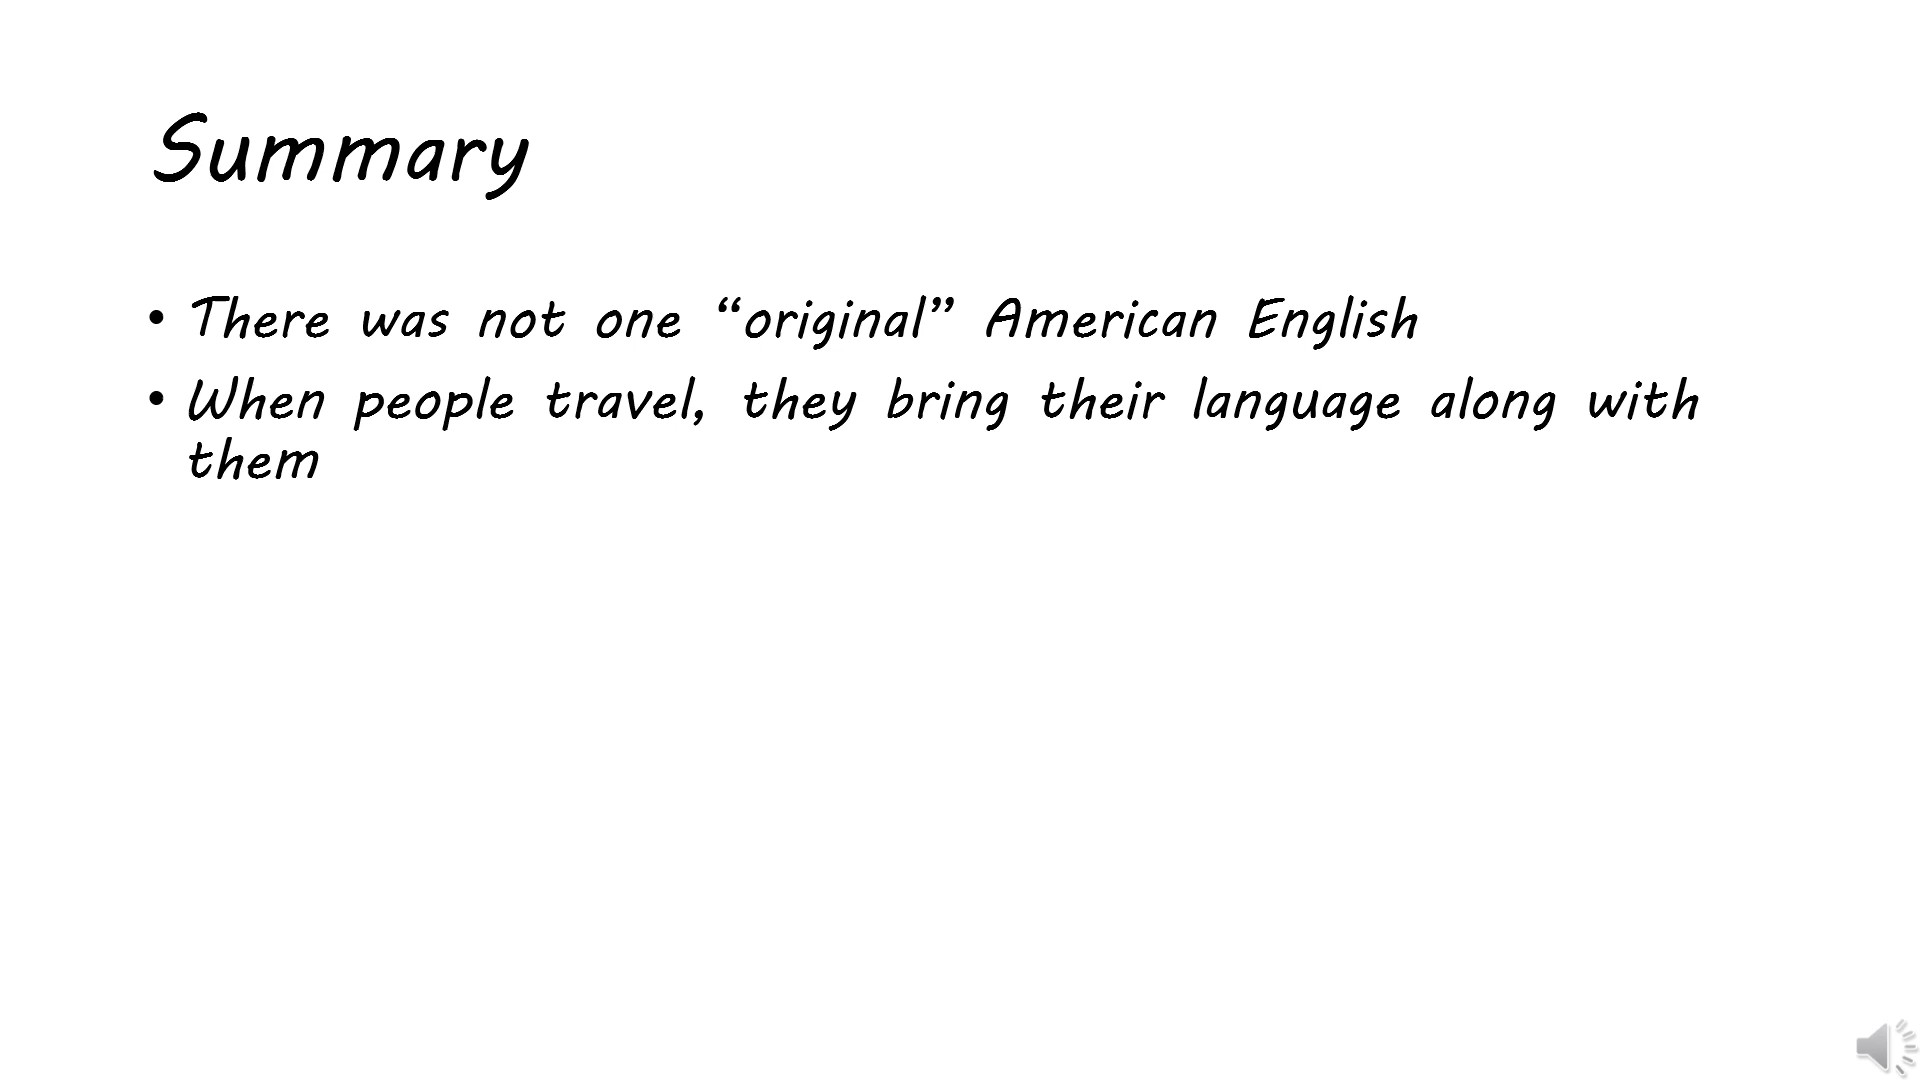 Summary
• There was not one “original” American English
• When people travel, they bring their language along with
them